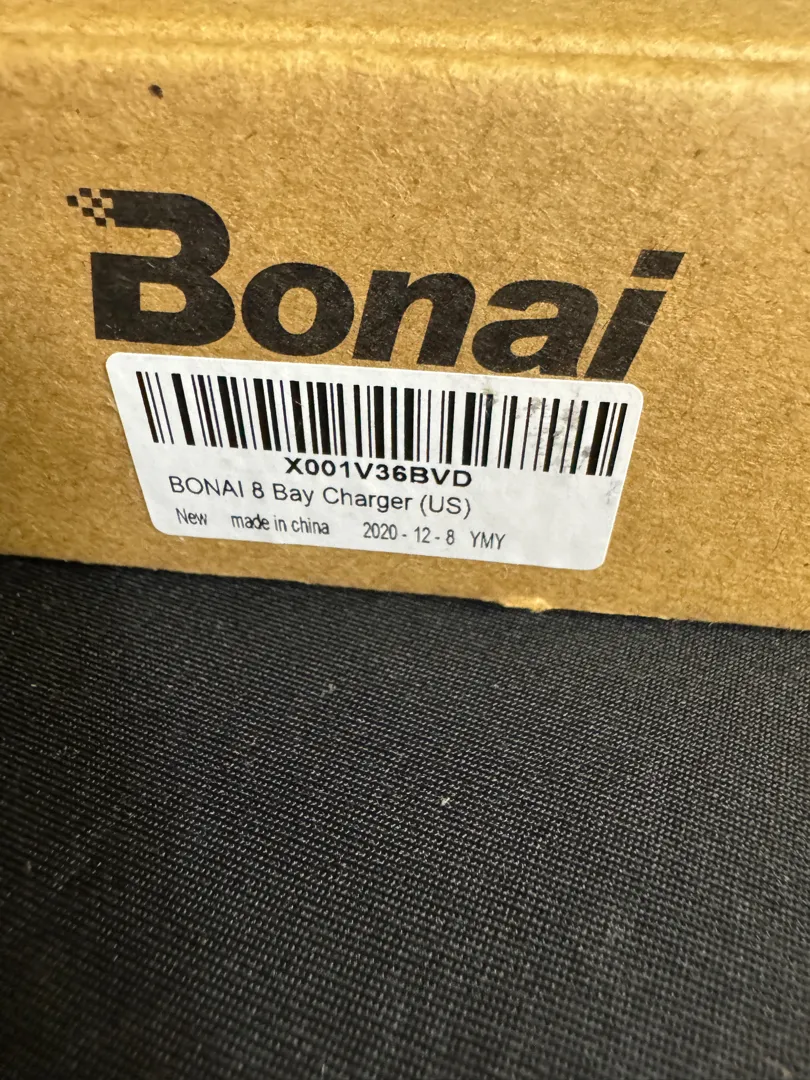 Bonai
X001V36BVD
BONAI 8 Bay Charger (US)
New made in china 2020 - 12 - 8 YMY